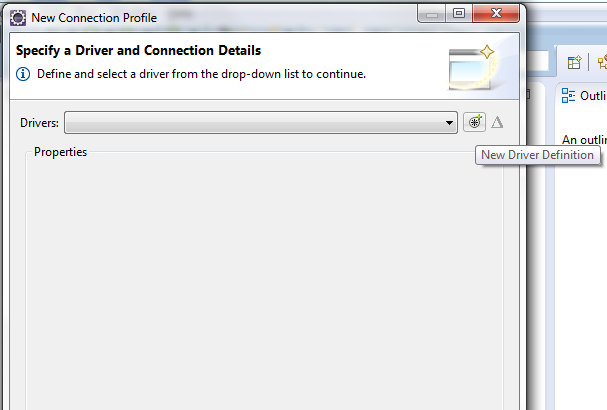 New Connection Profile
Specify a Driver and Connection Details
Define and select a driver from the drop-down list to continue.
Outli
Drivers:
An outlin
Properties
New Driver Definition